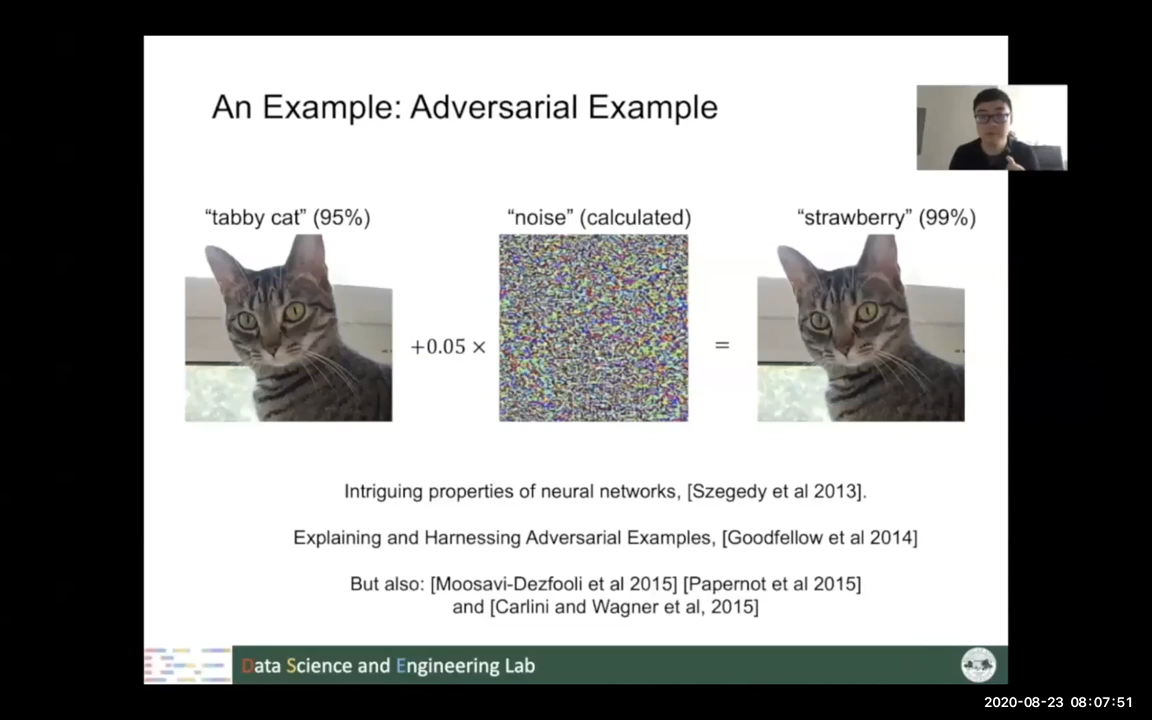 An Example: Adversarial Example
“tabby cat” (95%)
“noise” (calculated)
“strawberry” (99%)
+0.05 ×
=
Intriguing properties of neural networks, [Szegedy et al 2013].
Explaining and Harnessing Adversarial Examples, [Goodfellow et al 2014]
But also: [Moosavi-Dezfooli et al 2015] [Papernot et al 2015]
and [Carlini and Wagner et al, 2015]
Data Science and Engineering Lab
2020-08-23 08:07:51